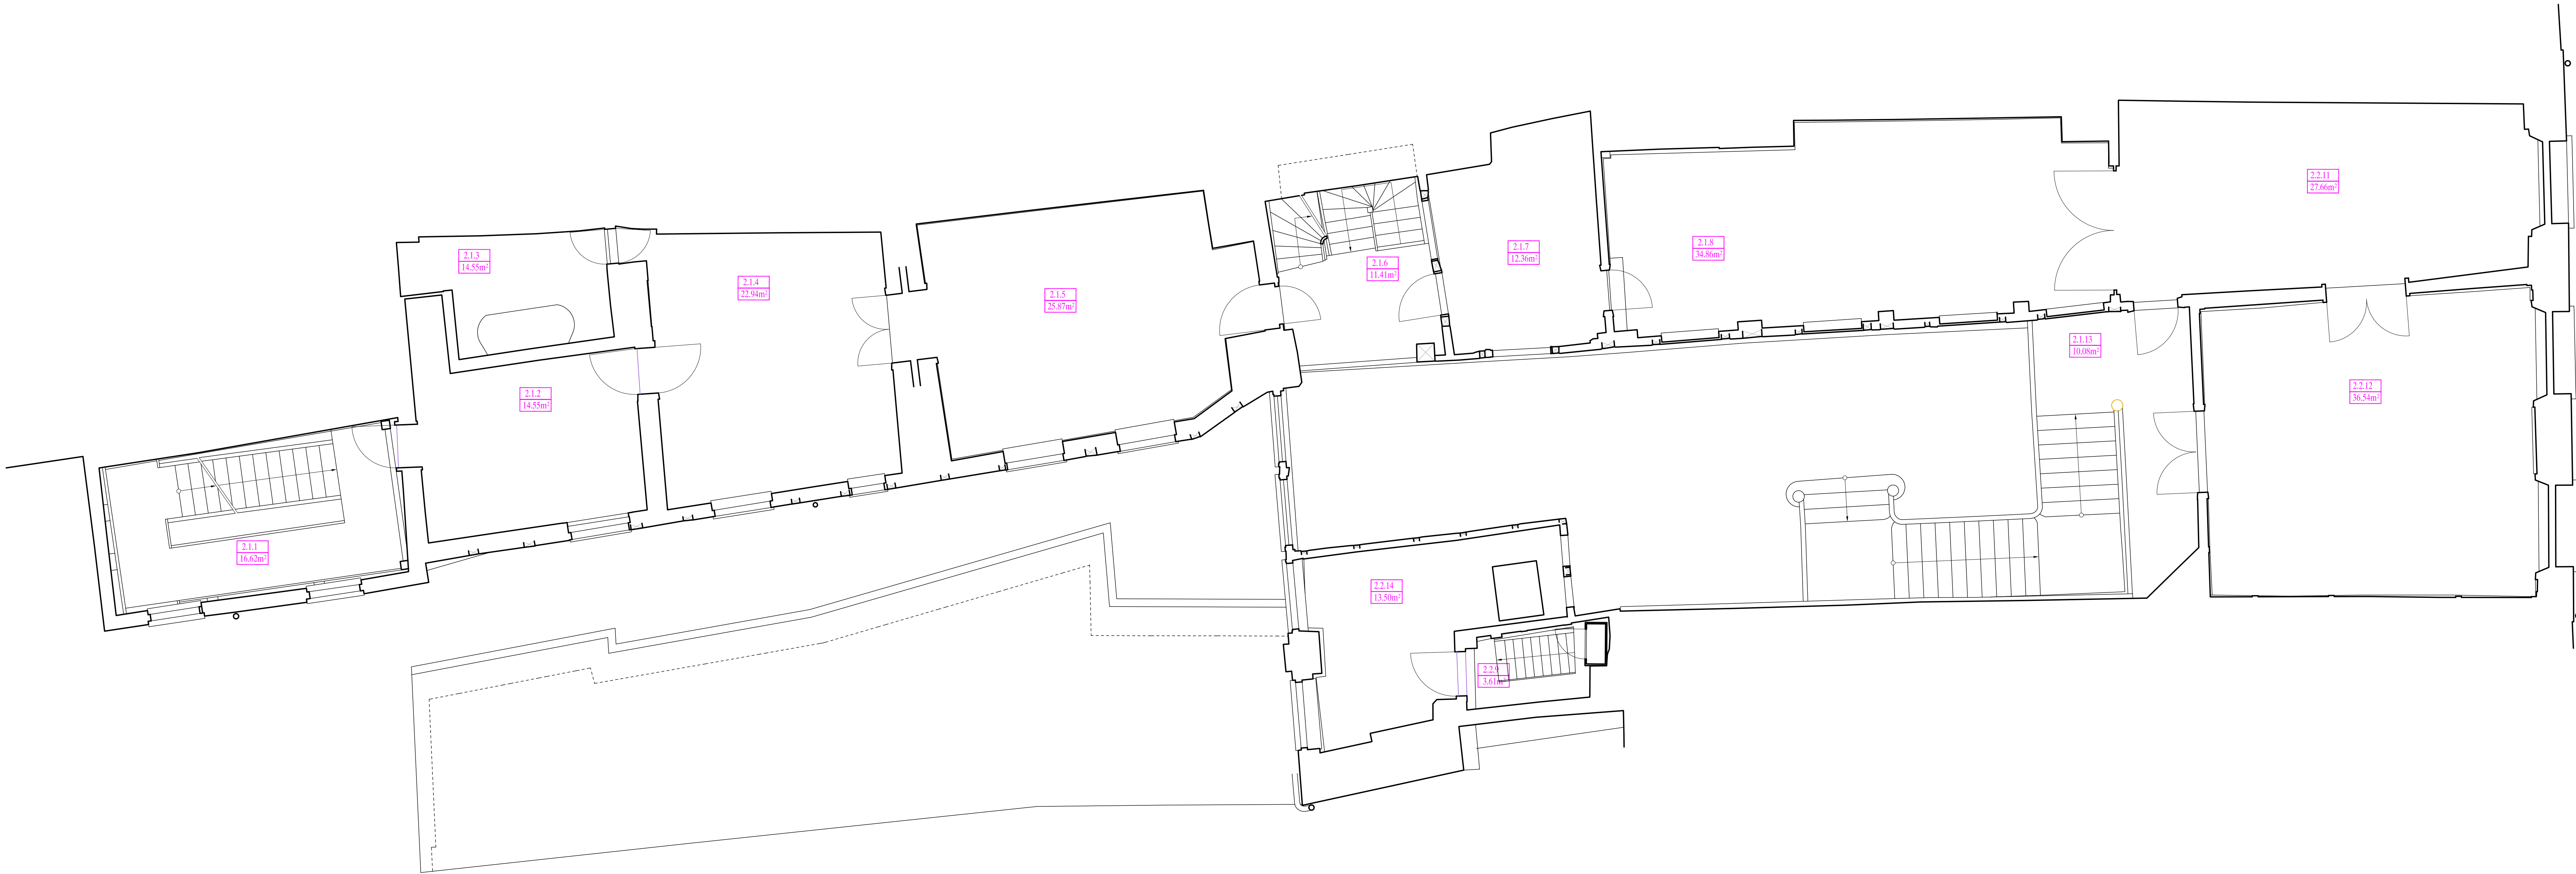 2.1.1
16.62m²
2.1.2
14.55m²
2.1.3
14.55m²
2.1.4
22.94m²
2.1.5
25.87m²
2.1.6
11.41m²
2.1.7
12.36m²
2.1.8
34.86m²
2.2.11
27.66m²
2.1.13
10.08m²
2.2.12
36.54m²
2.2.14
13.50m²
2.2.9
3.61m²